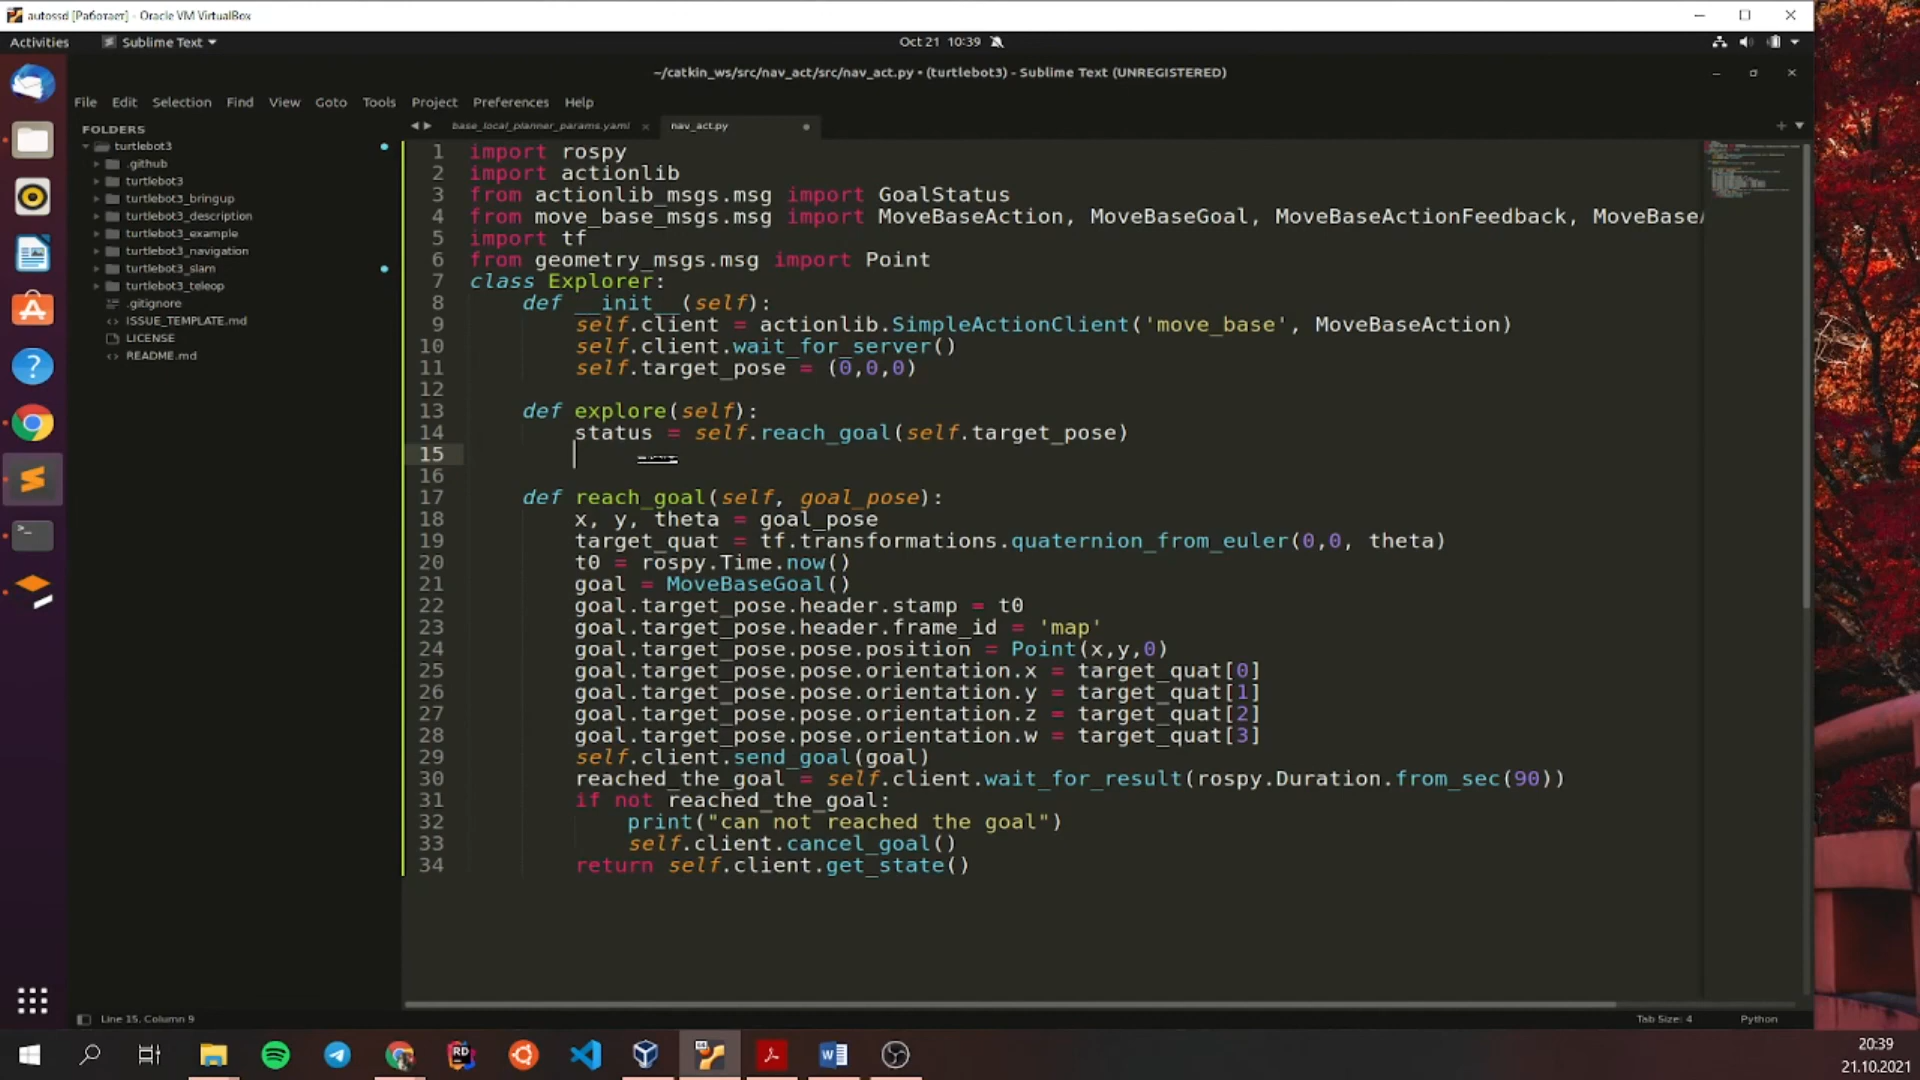 autossd [Работает] - Oracle VM VirtualBox
Activities Sublime Text Oct 21 10:39
~/catkin_ws/src/nav_act/src/nav_act.py • (turtlebot3) - Sublime Text (UNREGISTERED)
File Edit Selection Find View Goto Tools Project Preferences Help
FOLDERS
turtlebot3
.github
turtlebot3
turtlebot3_bringup
turtlebot3_description
turtlebot3_example
turtlebot3_navigation
turtlebot3_slam
turtlebot3_teleop
.gitignore
ISSUE_TEMPLATE.md
LICENSE
README.md
base_local_planner_params.yaml nav_act.py
1 import rospy
2 import actionlib
3 from actionlib_msgs.msg import GoalStatus
4 from move_base_msgs.msg import MoveBaseAction, MoveBaseGoal, MoveBaseActionFeedback, MoveBaseA
5 import tf
6 from geometry_msgs.msg import Point
7 class Explorer:
8 def __init__(self):
9 self.client = actionlib.SimpleActionClient('move_base', MoveBaseAction)
10 self.client.wait_for_server()
11 self.target_pose = (0,0,0)
12
13 def explore(self):
14 status = self.reach_goal(self.target_pose)
15
16
17 def reach_goal(self, goal_pose):
18 x, y, theta = goal_pose
19 target_quat = tf.transformations.quaternion_from_euler(0,0, theta)
20 t0 = rospy.Time.now()
21 goal = MoveBaseGoal()
22 goal.target_pose.header.stamp = t0
23 goal.target_pose.header.frame_id = 'map'
24 goal.target_pose.pose.position = Point(x,y,0)
25 goal.target_pose.pose.orientation.x = target_quat[0]
26 goal.target_pose.pose.orientation.y = target_quat[1]
27 goal.target_pose.pose.orientation.z = target_quat[2]
28 goal.target_pose.pose.orientation.w = target_quat[3]
29 self.client.send_goal(goal)
30 reached_the_goal = self.client.wait_for_result(rospy.Duration.from_sec(90))
31 if not reached_the_goal:
32 print("can not reached the goal")
33 self.client.cancel_goal()
34 return self.client.get_state()
Line 15, Column 9 Tab Size: 4 Python
20:39
21.10.2021